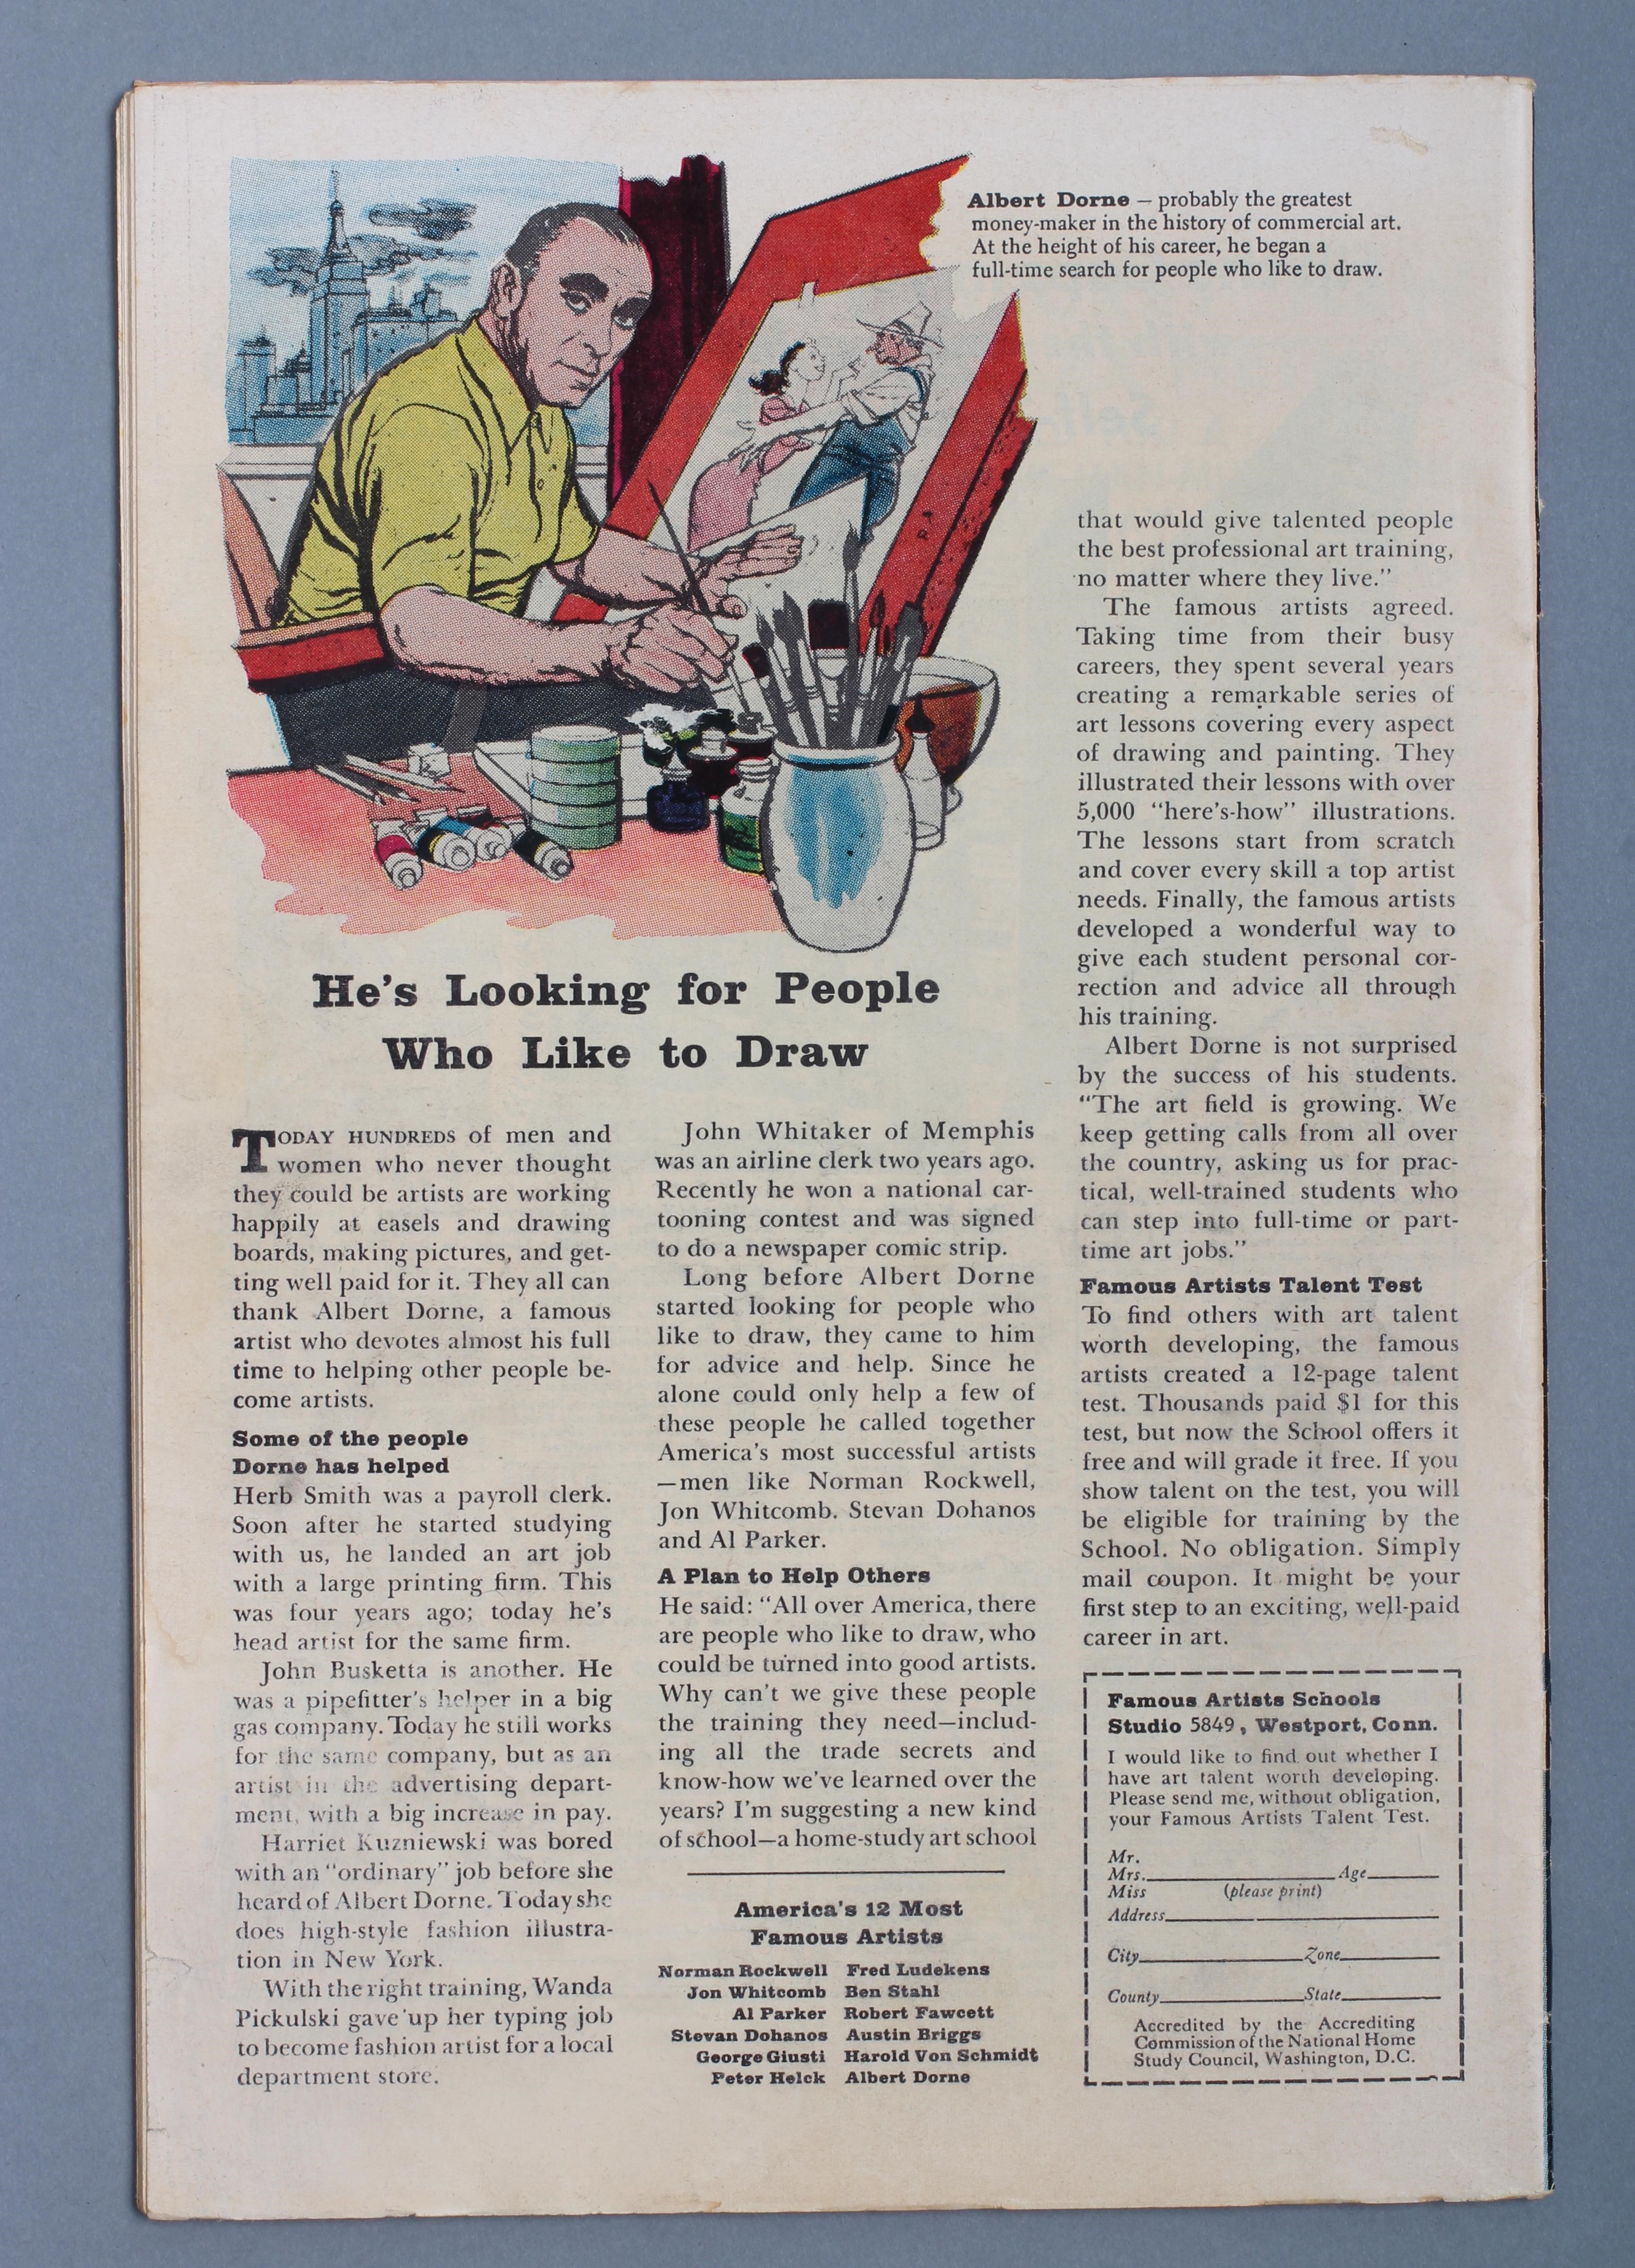 Albert Dorne — probably the greatest
money-maker in the history of commercial art.
At the height of his career, he began a
full-time search for people who like to draw.
He's Looking for People
Who Like to Draw
TODAY HUNDREDS of men and
women who never thought
they could be artists are working
happily at easels and drawing
boards, making pictures, and get-
ting well paid for it. They all can
thank Albert Dorne, a famous
artist who devotes almost his full
time to helping other people be-
come artists.
Some of the people
Dorne has helped
Herb Smith was a payroll clerk.
Soon after he started studying
with us, he landed an art job
with a large printing firm. This
was four years ago; today he's
head artist for the same firm.
John Busketta is another. He
was a pipefitter's helper in a big
gas company. Today he still works
for the same company, but as an
artist in the advertising depart-
ment, with a big increase in pay.
Harriet Kuzniewski was bored
with an "ordinary" job before she
heard of Albert Dorne. Today she
does high-style fashion illustra-
tion in New York.
With the right training, Wanda
Pickulski gave up her typing job
to become fashion artist for a local
department store.
John Whitaker of Memphis
was an airline clerk two years ago.
Recently he won a national car-
tooning contest and was signed
to do a newspaper comic strip.
Long before Albert Dorne
started looking for people who
like to draw, they came to him
for advice and help. Since he
alone could only help a few of
these people he called together
America's most successful artists
—men like Norman Rockwell,
Jon Whitcomb. Stevan Dohanos
and Al Parker.
A Plan to Help Others
He said: "All over America, there
are people who like to draw, who
could be turned into good artists.
Why can't we give these people
the training they need—includ-
ing all the trade secrets and
know-how we've learned over the
years? I'm suggesting a new kind
of school—a home-study art school
America's 12 Most
Famous Artists
Norman Rockwell Fred Ludekens
Jon Whitcomb Ben Stahl
Al Parker Robert Fawcett
Stevan Dohanos Austin Briggs
George Giusti Harold Von Schmidt
Peter Helck Albert Dorne
that would give talented people
the best professional art training,
no matter where they live."
The famous artists agreed.
Taking time from their busy
careers, they spent several years
creating a remarkable series of
art lessons covering every aspect
of drawing and painting. They
illustrated their lessons with over
5,000 "here's-how" illustrations.
The lessons start from scratch
and cover every skill a top artist
needs. Finally, the famous artists
developed a wonderful way to
give each student personal cor-
rection and advice all through
his training.
Albert Dorne is not surprised
by the success of his students.
"The art field is growing. We
keep getting calls from all over
the country, asking us for prac-
tical, well-trained students who
can step into full-time or part-
time art jobs."
Famous Artists Talent Test
To find others with art talent
worth developing, the famous
artists created a 12-page talent
test. Thousands paid $1 for this
test, but now the School offers it
free and will grade it free. If you
show talent on the test, you will
be eligible for training by the
School. No obligation. Simply
mail coupon. It might be your
first step to an exciting, well-paid
career in art.
Famous Artists Schools
Studio 5849, Westport, Conn.
I would like to find out whether I
have art talent worth developing.
Please send me, without obligation,
your Famous Artists Talent Test.
Mr.
Mrs. Age
Miss (please print)
Address
City Zone
County State
Accredited by the Accrediting
Commission of the National Home
Study Council, Washington, D.C.